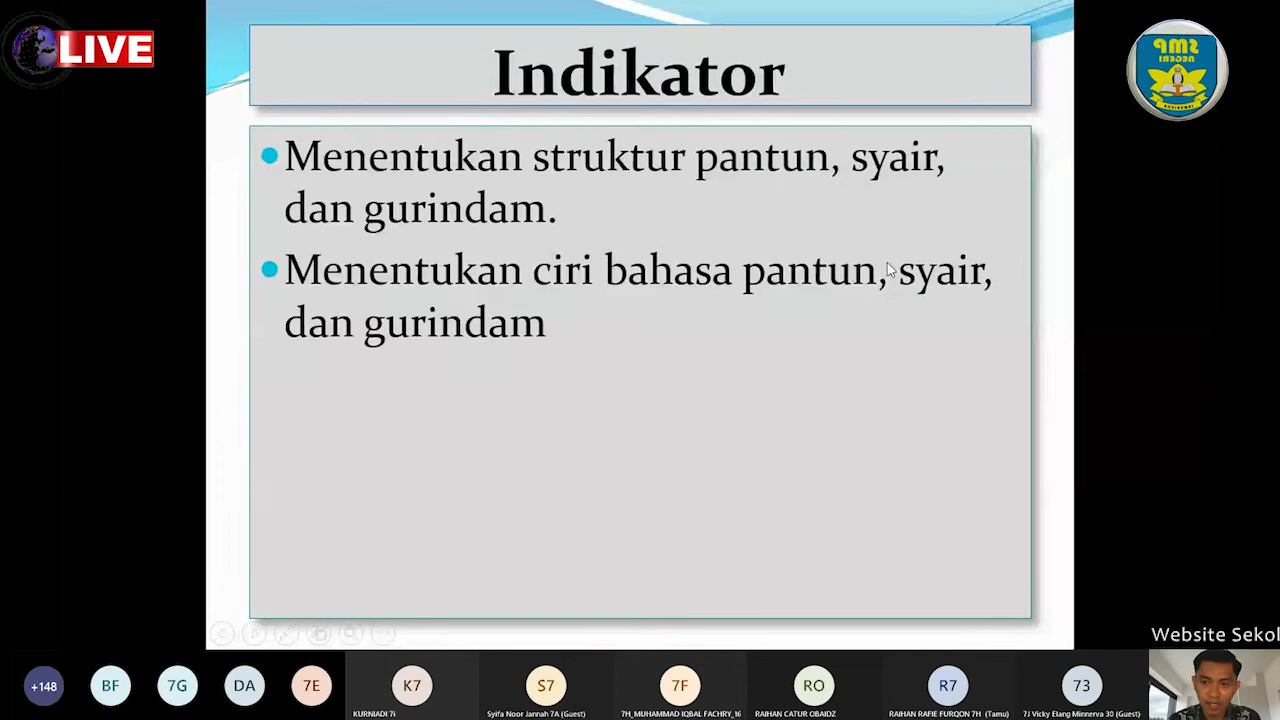 LIVE
Indikator
SMP
NEGERI
Menentukan struktur pantun, syair,
dan gurindam.
Menentukan ciri bahasa pantun, syair,
dan gurindam
Website Sekol
+148
BF
7G
DA
7E
K7
S7
7F
RO
R7
73
KURNIADI 7i
Syifa Noor Jannah 7A (Guest)
7H_MUHAMMAD IQBAL FACHRY_16
RAIHAN CATUR OBAIDZ
RAIHAN RAFIE FURQON 7H (Tamu)
7J Vicky Elang Minnerva 30 (Guest)